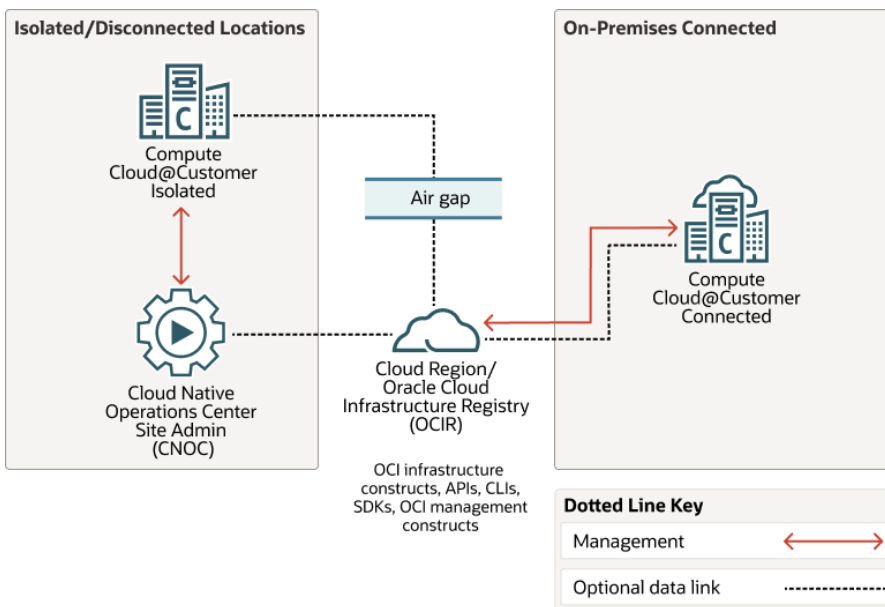 Isolated/Disconnected Locations
C
Compute
Cloud@Customer
Isolated
Cloud Native
Operations Center
Site Admin
(CNOC)
Air gap
Cloud Region/
Oracle Cloud
Infrastructure Registry
(OCIR)
OCI infrastructure
constructs, APIs, CLIs,
SDKs, OCI management
constructs
On-Premises Connected
C
Compute
Cloud@Customer
Connected
Dotted Line Key
Management
Optional data link